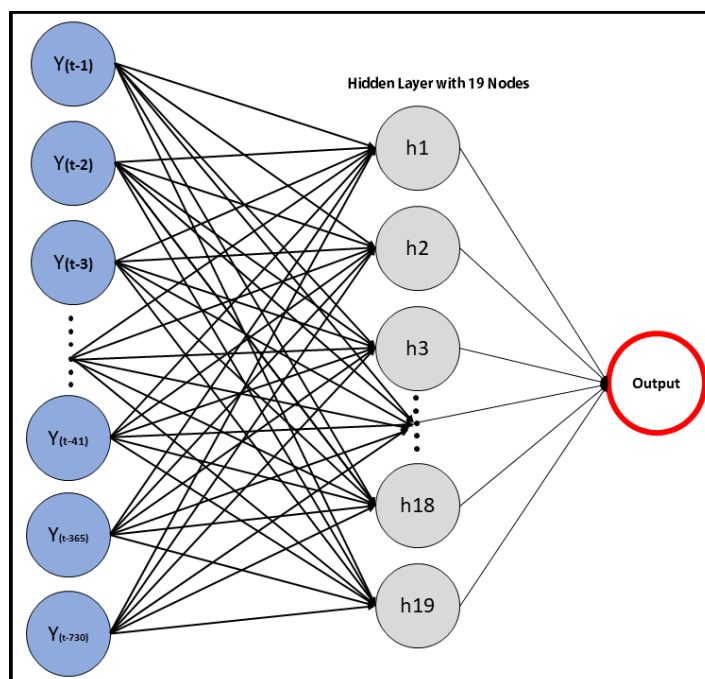 Y(t-1)
Y(t-2)
Y(t-3)
Y(t-41)
Y(t-365)
Y(t-730)
Hidden Layer with 19 Nodes
h1
h2
h3
h18
h19
Output